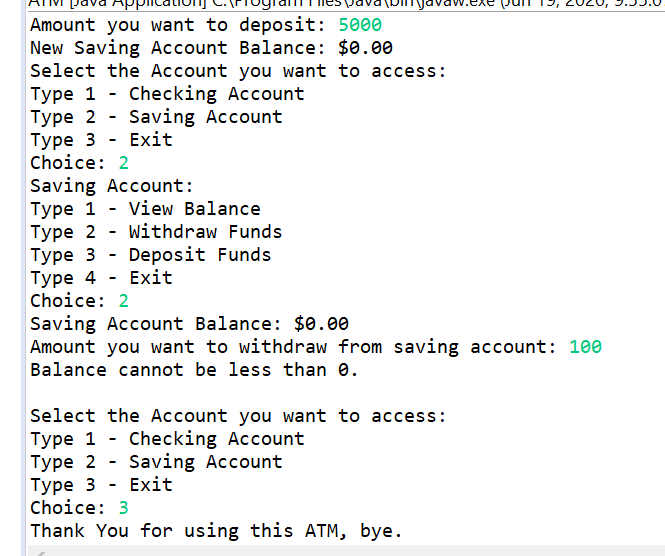 ATM [Java Application] C:\Program Files\Java\bin\javaw.exe (Jun 19, 2020, 9:55:0
Amount you want to deposit: 5000
New Saving Account Balance: $0.00
Select the Account you want to access:
Type 1 - Checking Account
Type 2 - Saving Account
Type 3 - Exit
Choice: 2
Saving Account:
Type 1 - View Balance
Type 2 - Withdraw Funds
Type 3 - Deposit Funds
Type 4 - Exit
Choice: 2
Saving Account Balance: $0.00
Amount you want to withdraw from saving account: 100
Balance cannot be less than 0.
Select the Account you want to access:
Type 1 - Checking Account
Type 2 - Saving Account
Type 3 - Exit
Choice: 3
Thank You for using this ATM, bye.